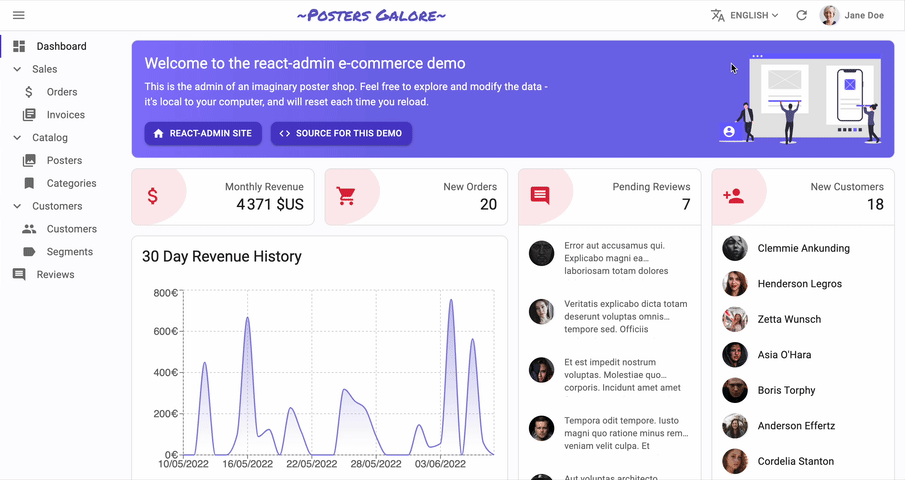 ~Posters Galore~
ENGLISH
Jane Doe
Dashboard
Sales
Orders
Invoices
Catalog
Posters
Categories
Customers
Customers
Segments
Reviews
Welcome to the react-admin e-commerce demo
This is the admin of an imaginary poster shop. Feel free to explore and modify the data -
it's local to your computer, and will reset each time you reload.
REACT-ADMIN SITE
SOURCE FOR THIS DEMO
Monthly Revenue
4 371 $US
New Orders
20
30 Day Revenue History
800€
600€
400€
200€
0€
10/05/2022
16/05/2022
22/05/2022
28/05/2022
03/06/2022
Pending Reviews
7
Error aut accusamus qui.
Explicabo magni ea...
laboriosam totam dolores
Veritatis explicabo dicta totam
deserunt voluptas omnis...
tempore sed. Officiis
Et est impedit nostrum
voluptas. Molestiae quo...
corporis. Incidunt amet amet
Tempora odit tempore. Iusto
magni quo ratione minus rem...
veniam velit culpa. Et
Aut voluptas architecto
New Customers
18
Clemmie Ankunding
Henderson Legros
Zetta Wunsch
Asia O'Hara
Boris Torphy
Anderson Effertz
Cordelia Stanton